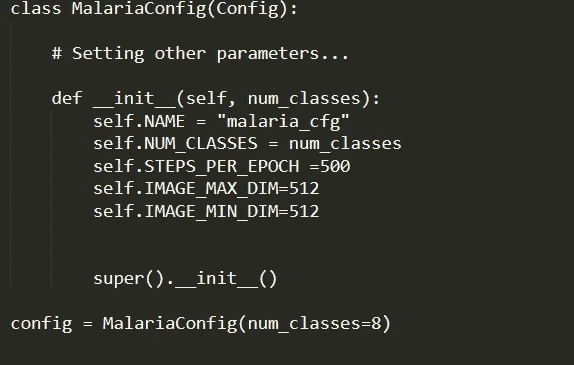 class MalariaConfig(Config):
# Setting other parameters...
def __init__(self, num_classes):
self.NAME = "malaria_cfg"
self.NUM_CLASSES = num_classes
self.STEPS_PER_EPOCH =500
self.IMAGE_MAX_DIM=512
self.IMAGE_MIN_DIM=512
super().__init__()
config = MalariaConfig(num_classes=8)